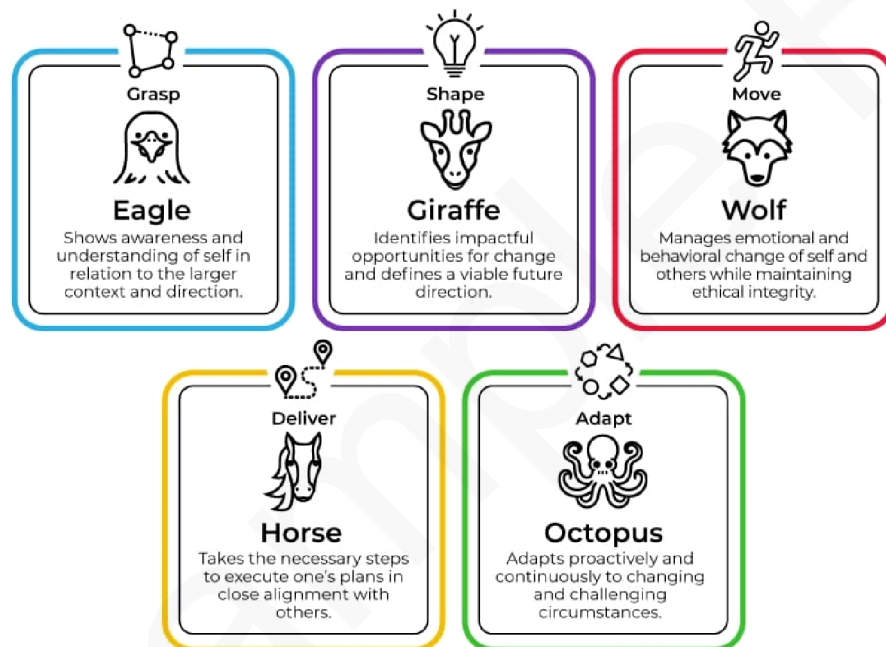 Grasp
Eagle
Shows awareness and
understanding of self in
relation to the larger
context and direction.
Shape
Giraffe
Identifies impactful
opportunities for change
and defines a viable future
direction.
Move
Wolf
Manages emotional and
behavioral change of self and
others while maintaining
ethical integrity.
Deliver
Horse
Takes the necessary steps
to execute one's plans in
close alignment with
others.
Adapt
Octopus
Adapts proactively and
continuously to changing
and challenging
circumstances.